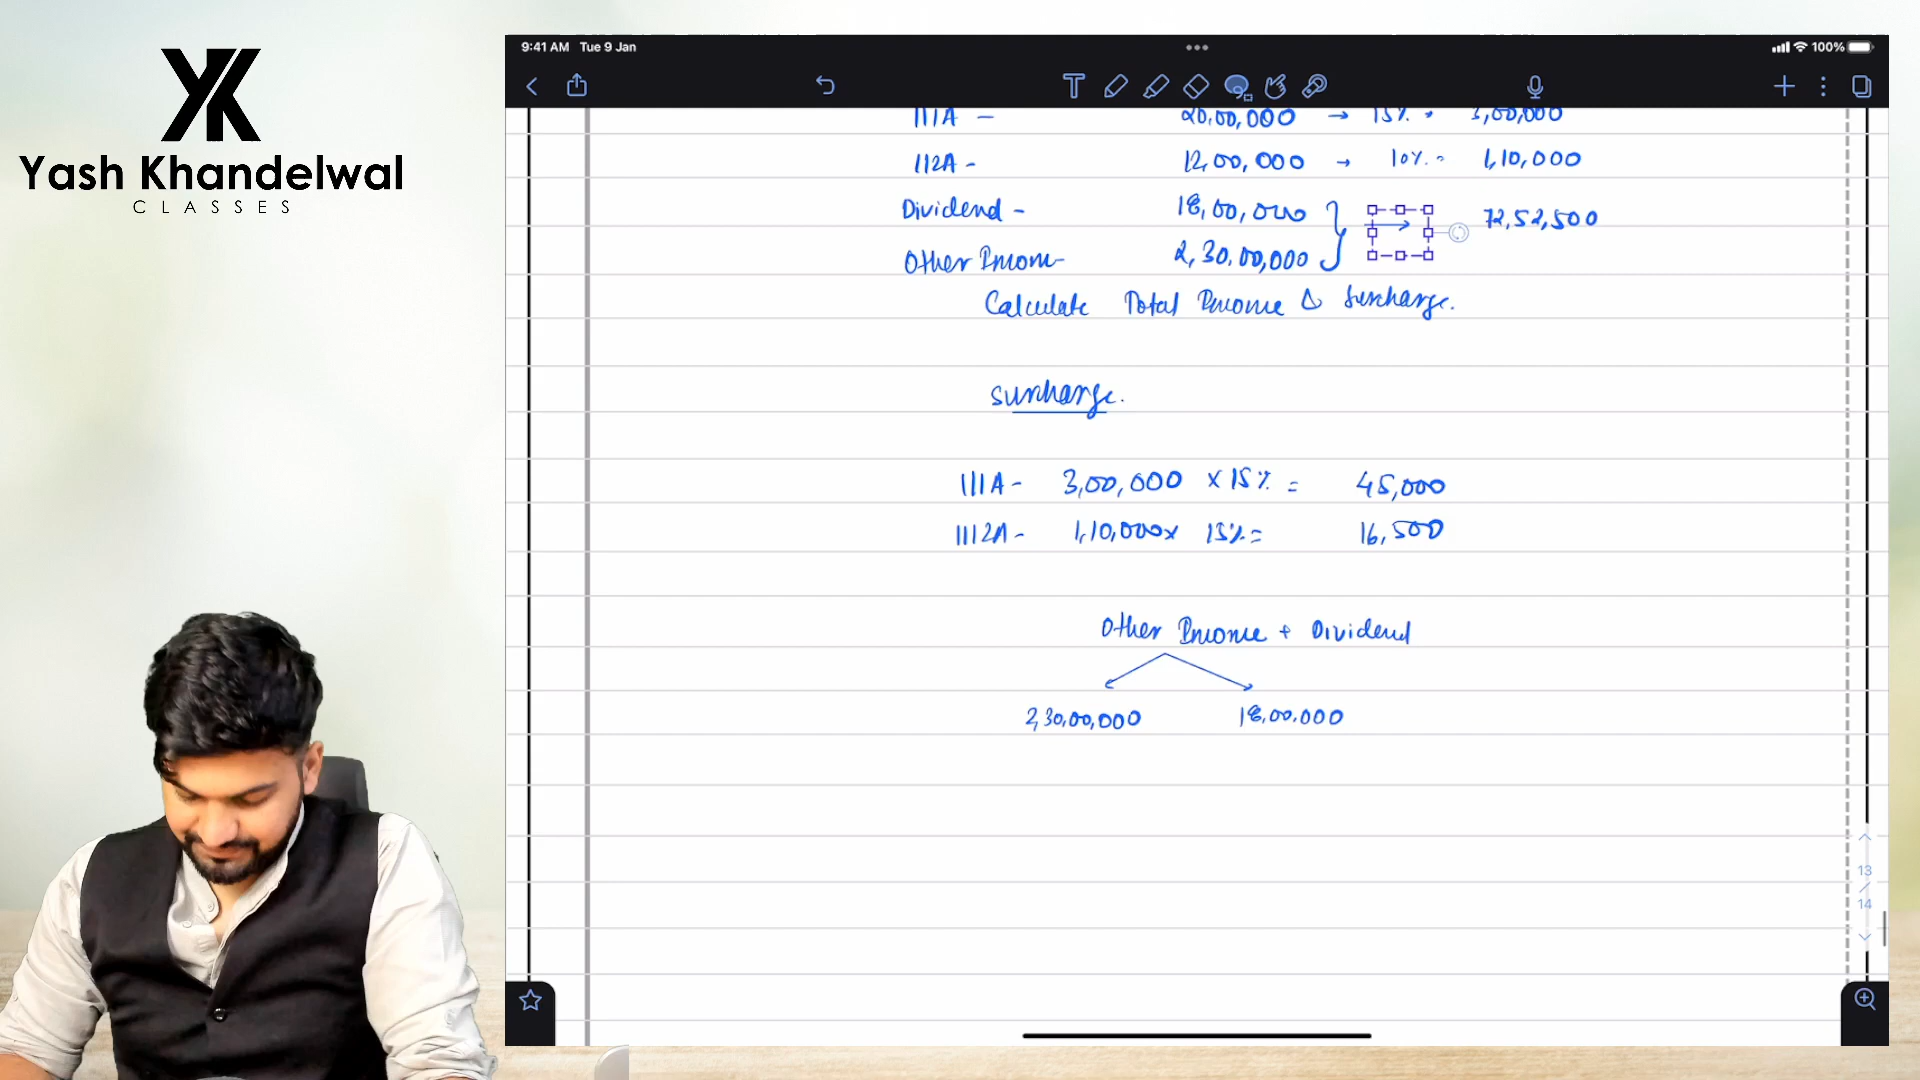 YK
Yash Khandelwal
CLASSES
9:41 AM Tue 9 Jan
100%
111A - 20,00,000 → 15% = 3,00,000
112A - 12,00,000 → 10% = 1,10,000
Dividend - 18,00,000
72,52,500
Other Income - 2,30,00,000
Calculate Total Income & Surcharge.
Surcharge.
111A - 3,00,000 x 15% = 45,000
1112A - 1,10,000 x 15% = 16,500
Other Income + Dividend
2,30,00,000 18,00,000
13
/
14